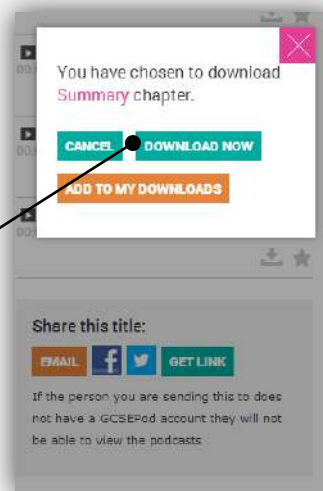 You have chosen to download
Summary chapter.
CANCEL
DOWNLOAD NOW
ADD TO MY DOWNLOADS
Share this title:
EMAIL
GET LINK
If the person you are sending this to does
not have a GCSEPod account they will not
be able to view the podcasts